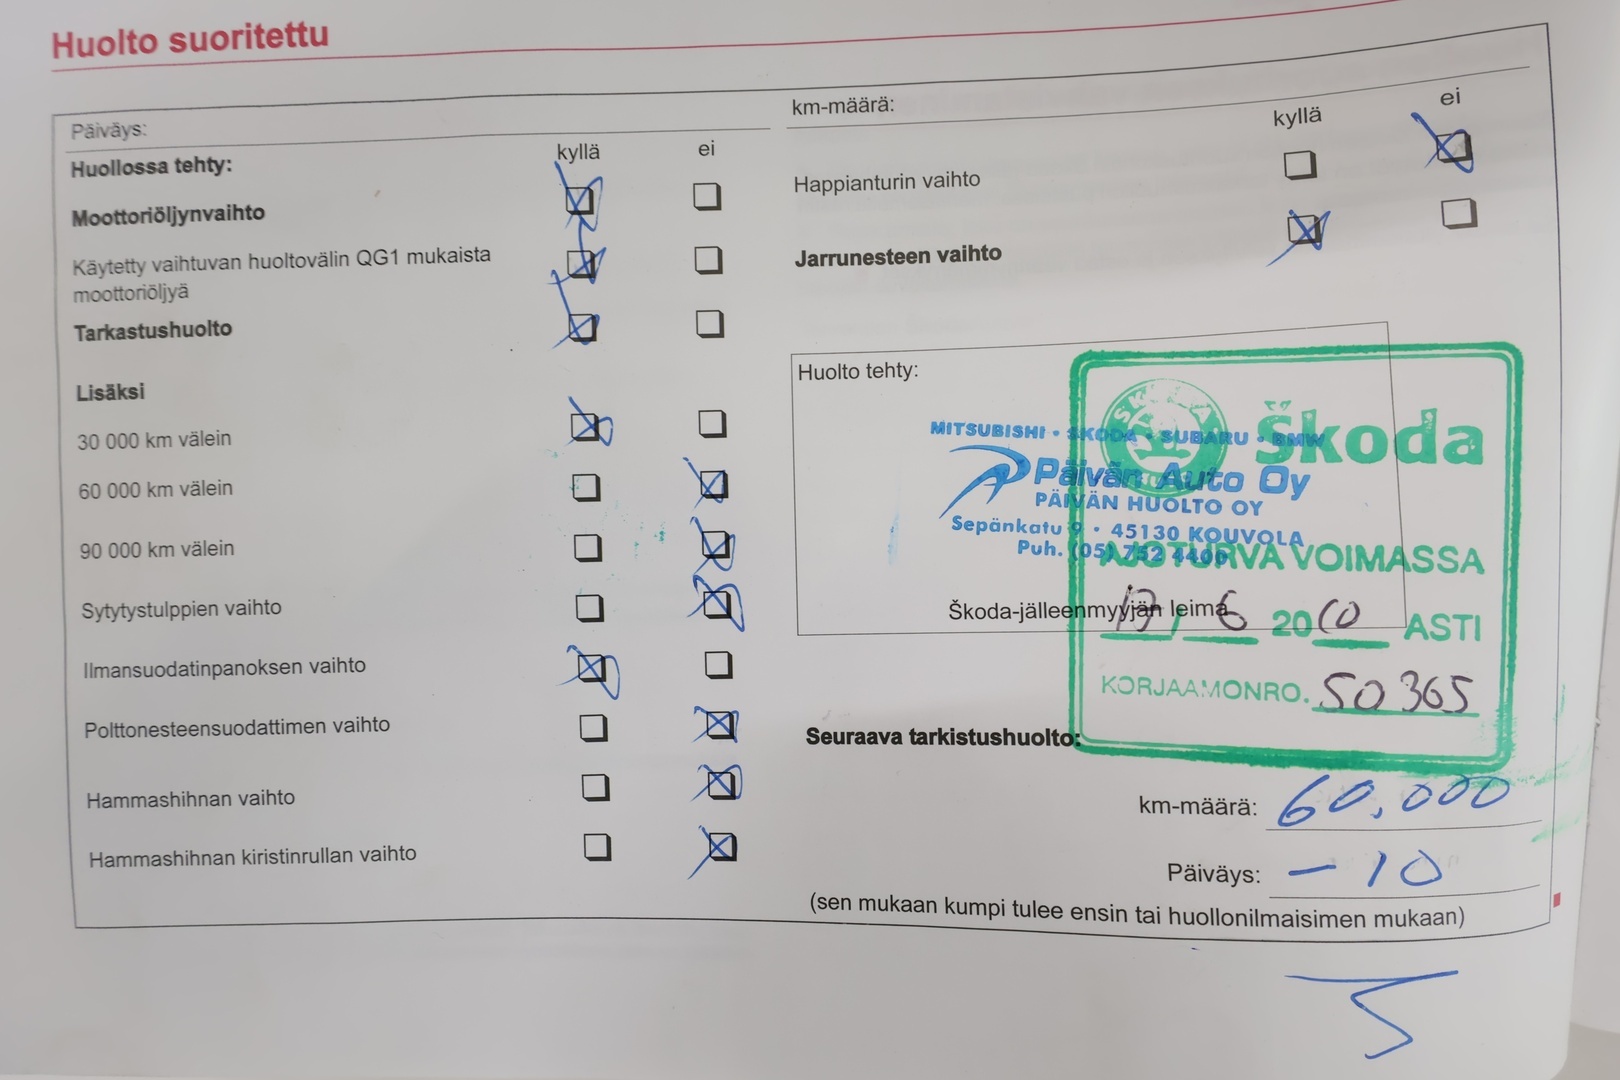 Huolto suoritettu
Päiväys:
Huollossa tehty:
kyllä ei
Moottoriöljynvaihto
Käytetty vaihtuvan huoltovälin QG1 mukaista
moottoriöljyä
Tarkastushuolto
Lisäksi
30 000 km välein
60 000 km välein
90 000 km välein
Sytytystulppien vaihto
Ilmansuodatinpanoksen vaihto
Polttonesteensuodattimen vaihto
Hammashihnan vaihto
Hammashihnan kiristinrullan vaihto
km-määrä:
kyllä ei
Happianturin vaihto
Jarrunesteen vaihto
Huolto tehty:
MITSUBISHI • SKODA • SUBARU • BMW
Päivän Auto Oy
PÄIVÄN HUOLTO OY
Sepänkatu 9 • 45130 KOUVOLA
Puh. (05) 752 4400
Škoda-jälleenmyyjän leima
SKODA
Škoda
AJOTURVA VOIMASSA
6 2010 ASTI
KORJAAMONRO. 50365
Seuraava tarkistushuolto:
km-määrä: 60.000
Päiväys: -10
(sen mukaan kumpi tulee ensin tai huollonilmaisimen mukaan)